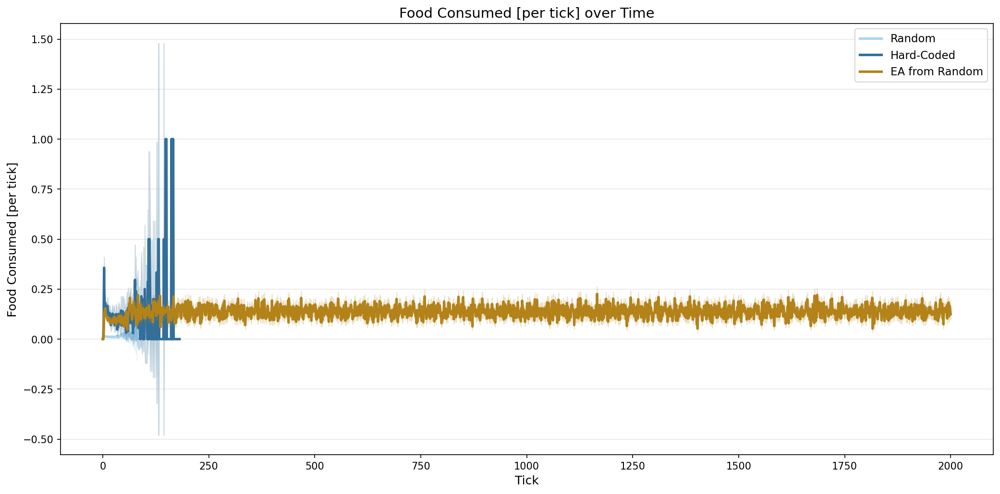 Food Consumed [per tick] over Time
Random
Hard-Coded
EA from Random
Food Consumed [per tick]
1.50
1.25
1.00
0.75
0.50
0.25
0.00
−0.25
−0.50
0 250 500 750 1000 1250 1500 1750 2000
Tick